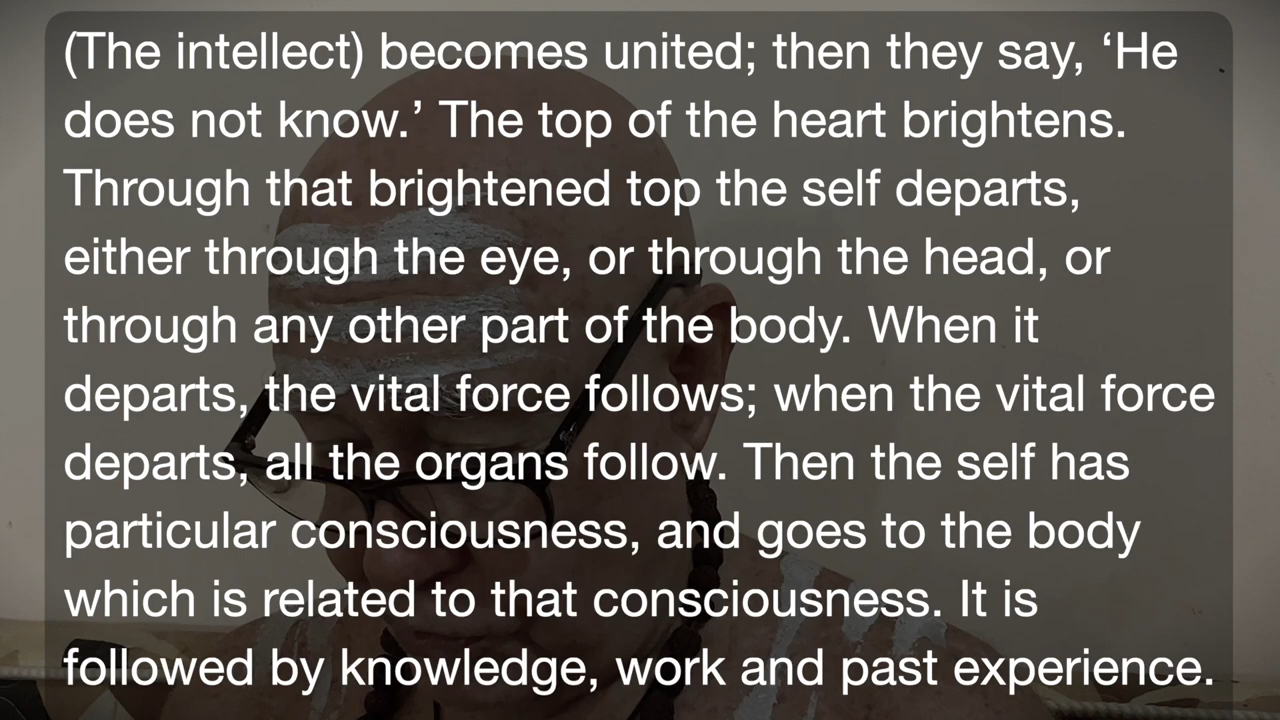 (The intellect) becomes united; then they say, ‘He
does not know.’ The top of the heart brightens.
Through that brightened top the self departs,
either through the eye, or through the head, or
through any other part of the body. When it
departs, the vital force follows; when the vital force
departs, all the organs follow. Then the self has
particular consciousness, and goes to the body
which is related to that consciousness. It is
followed by knowledge, work and past experience.